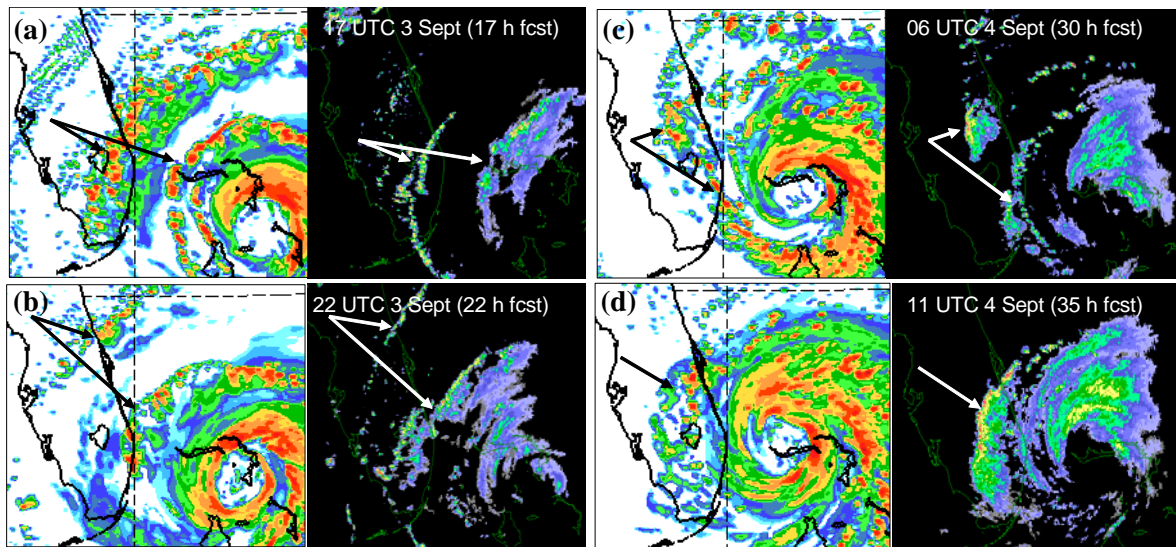 (a)
17 UTC 3 Sept (17 h fcst)
(c)
06 UTC 4 Sept (30 h fcst)
(b)
22 UTC 3 Sept (22 h fcst)
(d)
11 UTC 4 Sept (35 h fcst)